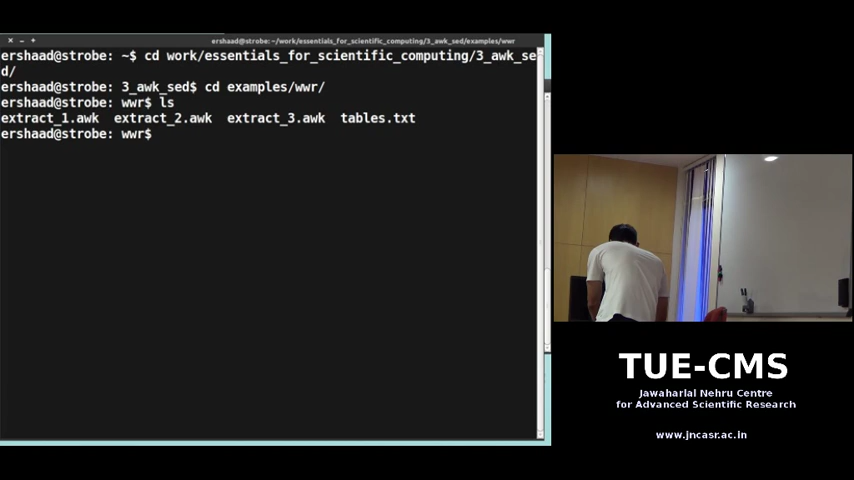 ershaad@strobe: ~/work/essentials_for_scientific_computing/3_awk_sed/examples/wwr
ershaad@strobe: ~$ cd work/essentials_for_scientific_computing/3_awk_se
d/
ershaad@strobe: 3_awk_sed$ cd examples/wwr/
ershaad@strobe: wwr$ ls
extract_1.awk  extract_2.awk  extract_3.awk  tables.txt
ershaad@strobe: wwr$
TUE-CMS
Jawaharlal Nehru Centre
for Advanced Scientific Research
www.jncasr.ac.in